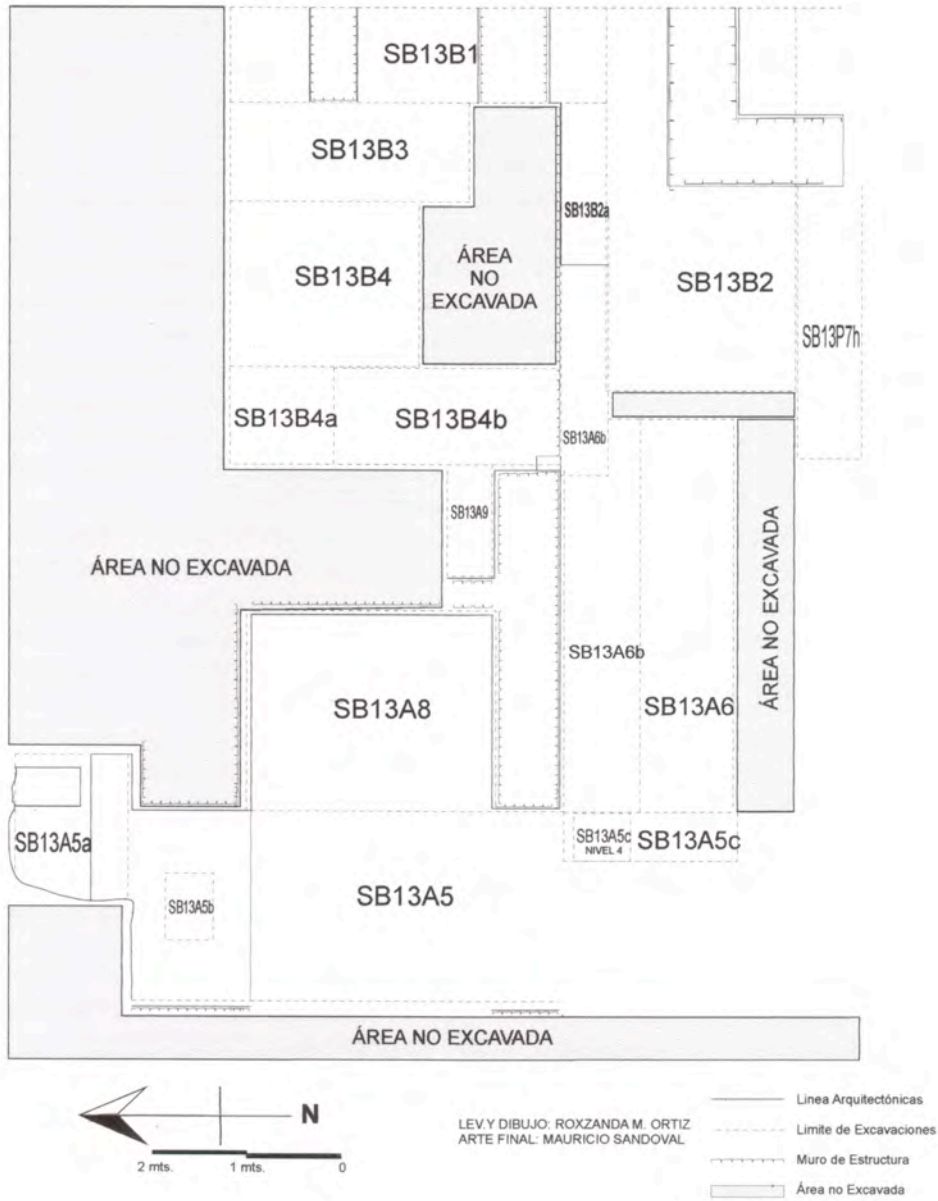 SB13B1
SB13B3
SB13B2a
ÁREA
NO
EXCAVADA
SB13B4
SB13B2
SB13P7h
SB13B4a
SB13B4b
SB13A6b
SB13A9
ÁREA NO EXCAVADA
ÁREA NO EXCAVADA
SB13A6b
SB13A8
SB13A6
SB13A5a
SB13A5c
NIVEL 4
SB13A5c
SB13A5b
SB13A5
ÁREA NO EXCAVADA
N
2 mts.
1 mts.
0
LEV.Y DIBUJO: ROXZANDA M. ORTIZ
ARTE FINAL: MAURICIO SANDOVAL
Linea Arquitectónicas
Limite de Excavaciones
Muro de Estructura
Área no Excavada